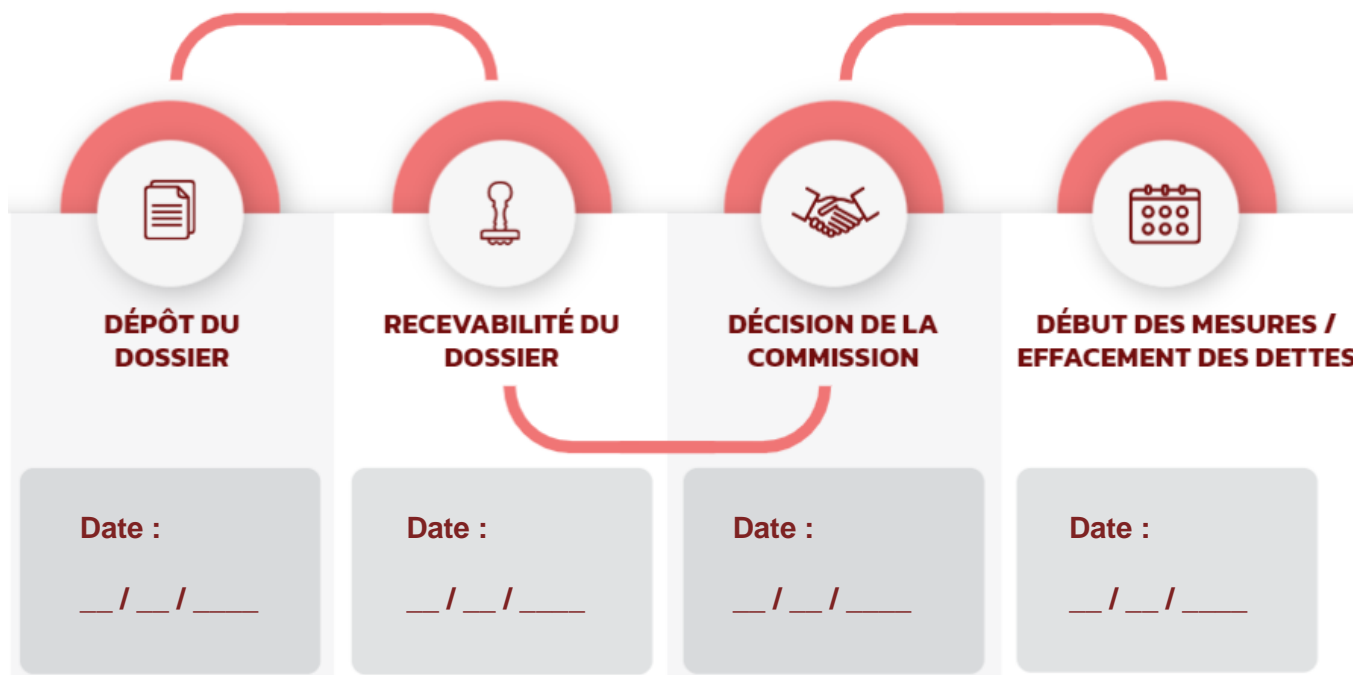 DÉPÔT DU
DOSSIER
RECEVABILITÉ DU
DOSSIER
DÉCISION DE LA
COMMISSION
DÉBUT DES MESURES /
EFFACEMENT DES DETTES
Date :
__ / __ / ____
Date :
__ / __ / ____
Date :
__ / __ / ____
Date :
__ / __ / ____